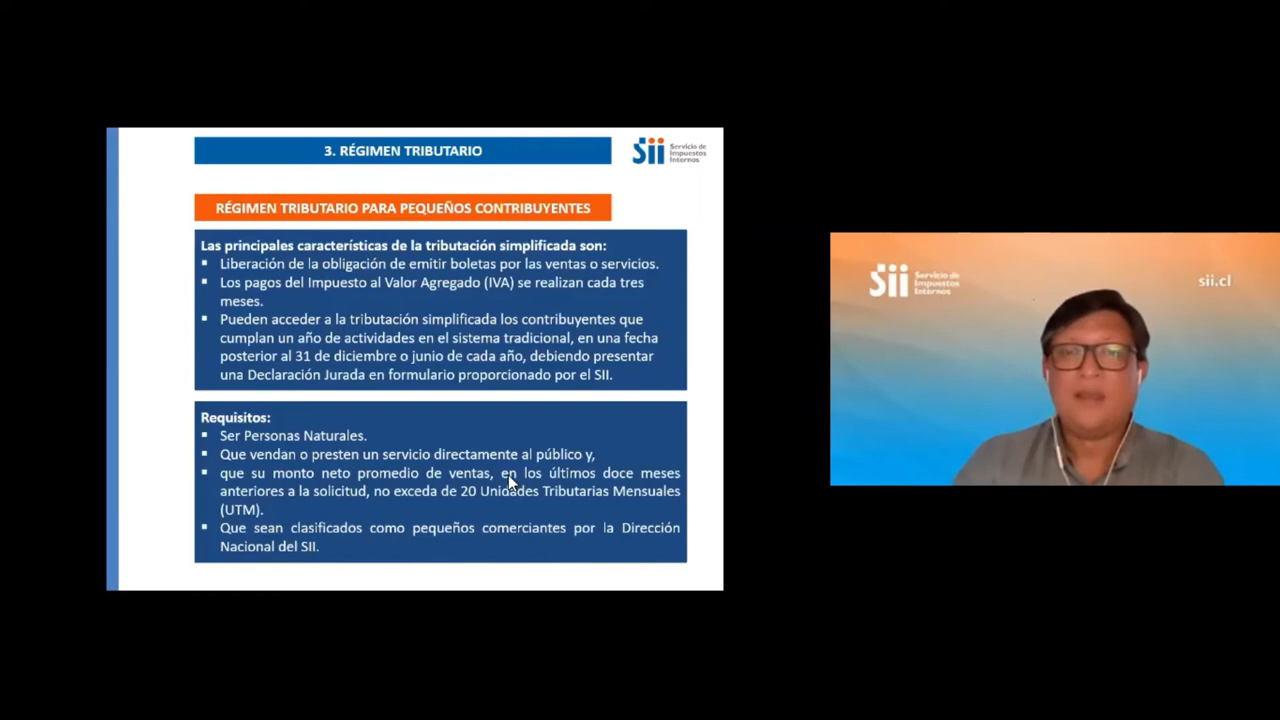 3. RÉGIMEN TRIBUTARIO
sii Servicio de
Impuestos
Internos
RÉGIMEN TRIBUTARIO PARA PEQUEÑOS CONTRIBUYENTES
Las principales características de la tributación simplificada son:
▪ Liberación de la obligación de emitir boletas por las ventas o servicios.
▪ Los pagos del Impuesto al Valor Agregado (IVA) se realizan cada tres
meses.
▪ Pueden acceder a la tributación simplificada los contribuyentes que
cumplan un año de actividades en el sistema tradicional, en una fecha
posterior al 31 de diciembre o junio de cada año, debiendo presentar
una Declaración Jurada en formulario proporcionado por el SII.
Requisitos:
▪ Ser Personas Naturales.
▪ Que vendan o presten un servicio directamente al público y,
▪ que su monto neto promedio de ventas, en los últimos doce meses
anteriores a la solicitud, no exceda de 20 Unidades Tributarias Mensuales
(UTM).
▪ Que sean clasificados como pequeños comerciantes por la Dirección
Nacional del SII.
sii Servicio de
Impuestos
Internos
sii.cl